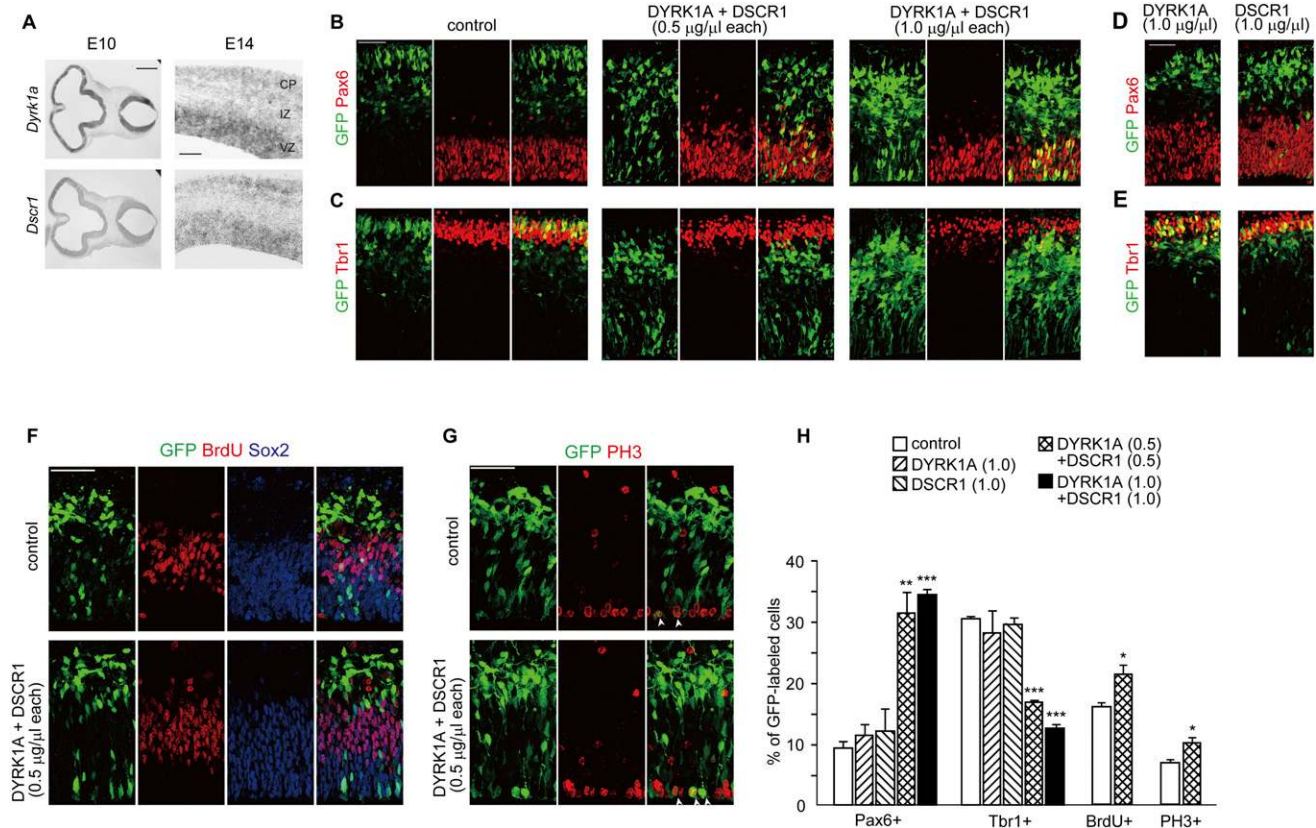 A
E10
E14
Dyrk1a
CP
IZ
VZ
Dscr1
B
control
DYRK1A + DSCR1
(0.5 μg/μl each)
DYRK1A + DSCR1
(1.0 μg/μl each)
GFP Pax6
C
GFP Tbr1
D
DYRK1A
(1.0 μg/μl)
DSCR1
(1.0 μg/μl)
GFP Pax6
E
GFP Tbr1
F
GFP BrdU Sox2
control
DYRK1A + DSCR1
(0.5 μg/μl each)
G
GFP PH3
control
DYRK1A + DSCR1
(0.5 μg/μl each)
H
control
DYRK1A (1.0)
DSCR1 (1.0)
DYRK1A (0.5)
+DSCR1 (0.5)
DYRK1A (1.0)
+DSCR1 (1.0)
% of GFP-labeled cells
40
30
20
10
0
** ***
*** ***
*
*
Pax6+ Tbr1+ BrdU+ PH3+